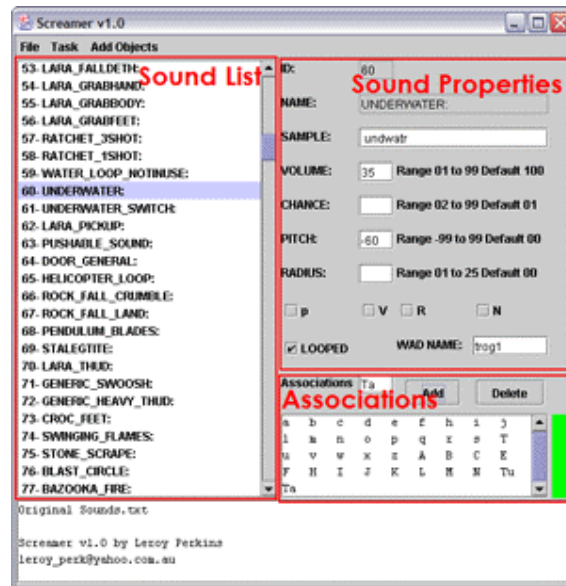 Screamer v1.0
File Task Add Objects
Sound List
53- LARA_FALLDETH:
54- LARA_GRABHAND:
55- LARA_GRABBODY:
56- LARA_GRABFEET:
57- RATCHET_3SHOT:
58- RATCHET_1SHOT:
59- WATER_LOOP_NOTINUSE:
60- UNDERWATER:
61- UNDERWATER_SWITCH:
62- LARA_PICKUP:
63- PUSHABLE_SOUND:
64- DOOR_GENERAL:
65- HELICOPTER_LOOP:
66- ROCK_FALL_CRUMBLE:
67- ROCK_FALL_LAND:
68- PENDULUM_BLADES:
69- STALEGTITE:
70- LARA_THUD:
71- GENERIC_SWOOSH:
72- GENERIC_HEAVY_THUD:
73- CROC_FEET:
74- SWINGING_FLAMES:
75- STONE_SCRAPE:
76- BLAST_CIRCLE:
77- BAZOOKA_FIRE:
Sound Properties
ID: 60
NAME: UNDERWATER:
SAMPLE: undwatr
VOLUME: 35 Range 01 to 99 Default 100
CHANCE: Range 02 to 99 Default 01
PITCH: -60 Range -99 to 99 Default 00
RADIUS: Range 01 to 25 Default 00
P V R N
LOOPED WAD NAME: trog1
Associations Ta Add Delete
Associations
a b c d e f h i j
l m n o p q r s T
u v w x z A B C E
F H I J K L M N Tu
Ta
Original Sounds.txt
Screamer v1.0 by Leroy Perkins
leroy_perk@yahoo.com.au